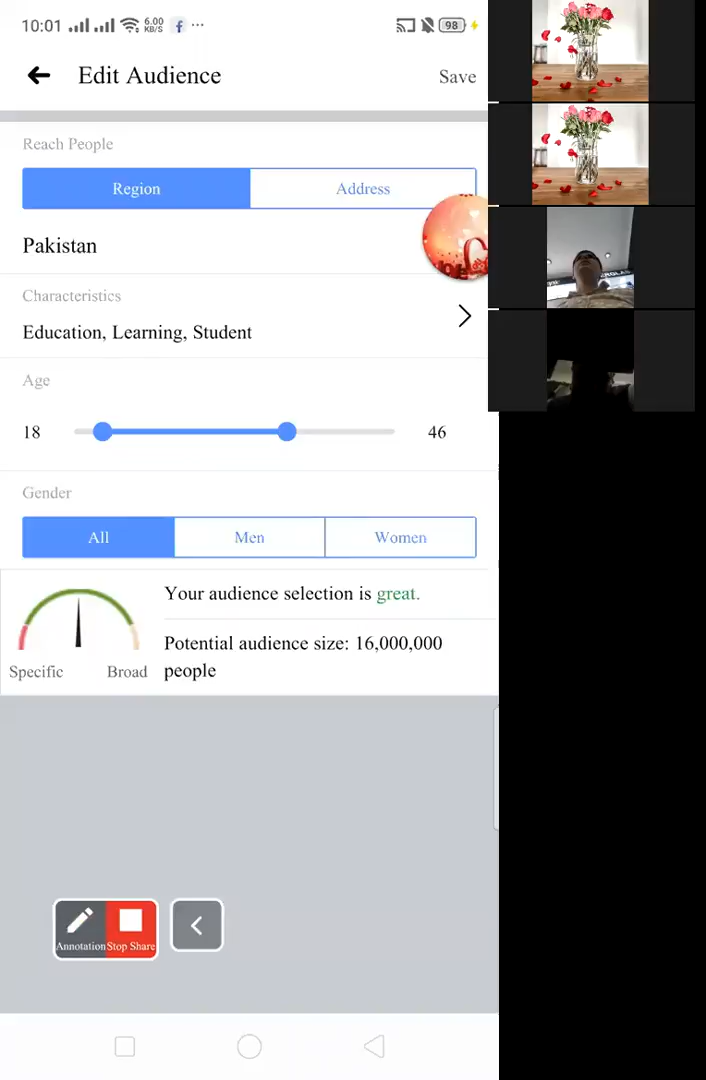 10:01 6.00 KB/S f ... 98
Edit Audience Save
Reach People
Region Address
Pakistan
Characteristics
Education, Learning, Student
Age
18 46
Gender
All Men Women
Your audience selection is great.
Potential audience size: 16,000,000
people
Specific Broad
Annotation Stop Share